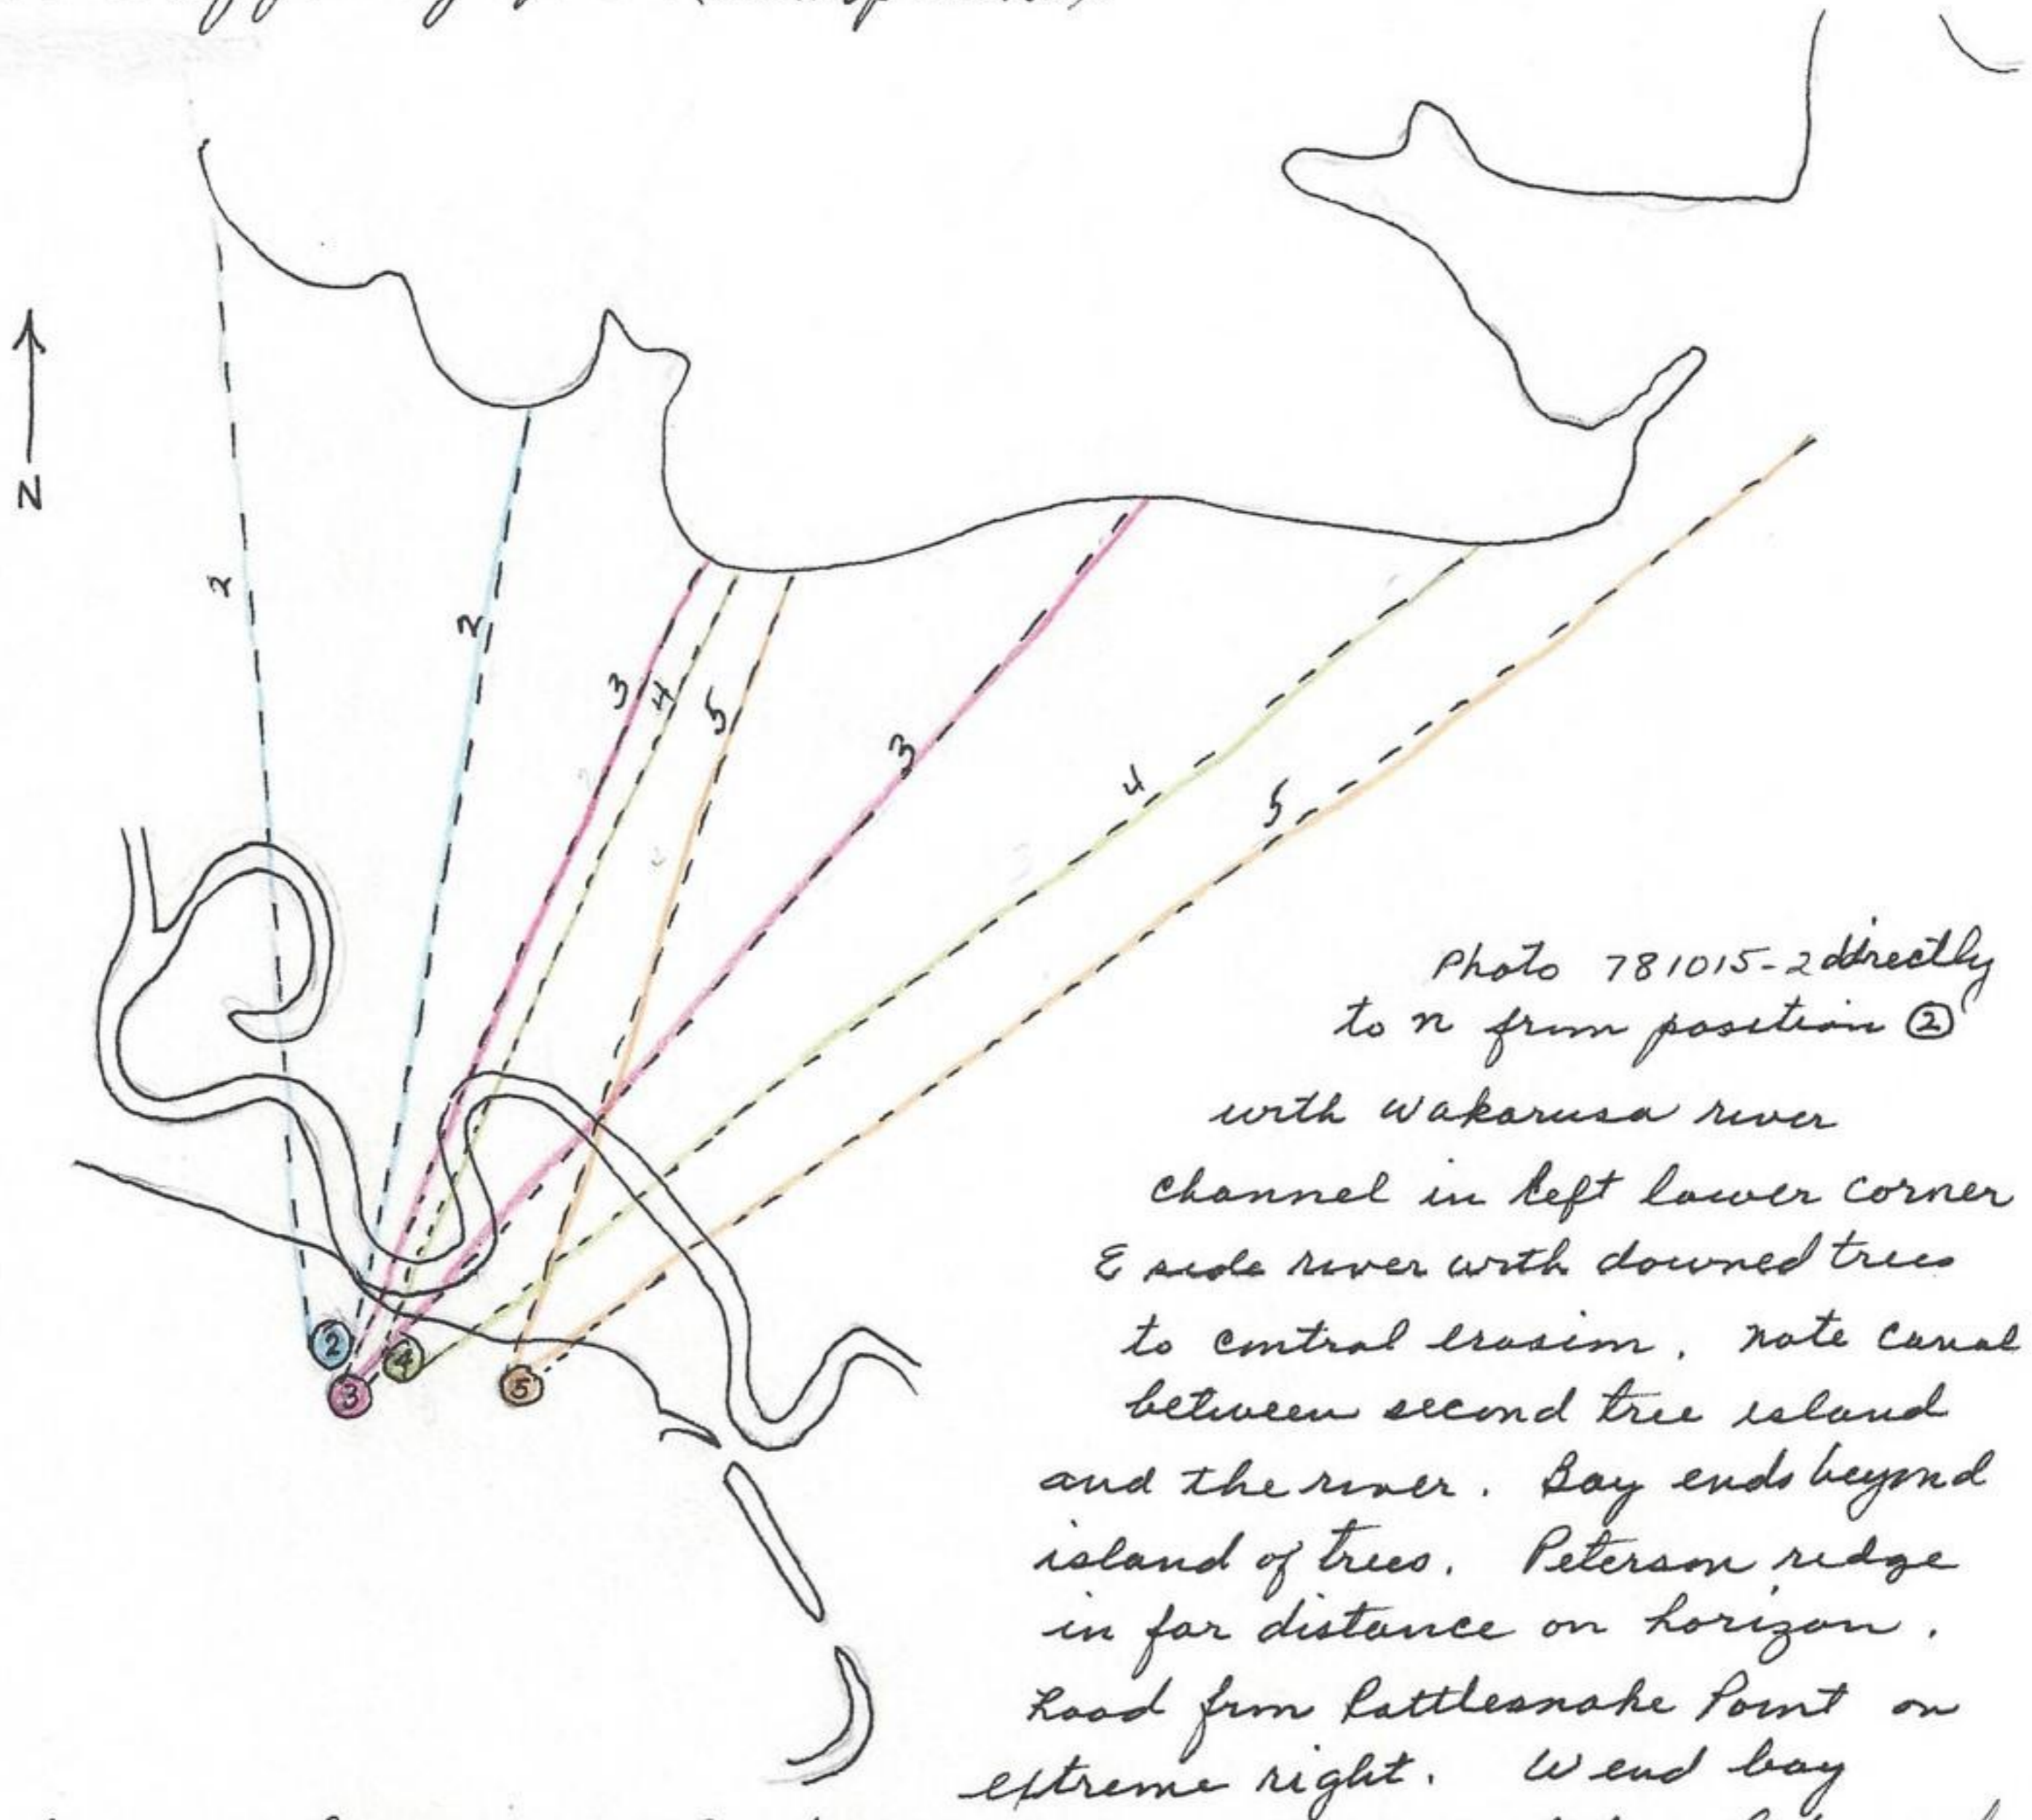 N
2
2
3
4
5
3
4
5
2
3
4
5
Photo 781015-2 directly
to N from position ②
with Wakarusa river
channel in left lower corner
E side river with downed trees
to control erosion. Note canal
between second tree island
and the river. Bay ends beyond
island of trees. Peterson ridge
in far distance on horizon.
Road from Rattlesnake Point on
extreme right. W end bay